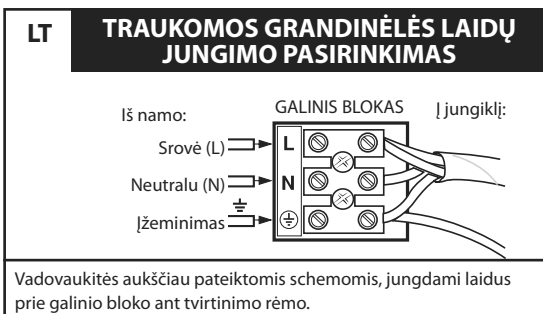 LT
TRAUKOMOS GRANDINĖLĖS LAIDŲ
JUNGIMO PASIRINKIMAS
Iš namo:
GALINIS BLOKAS
Į jungiklį:
Srovė (L)
L
Neutralu (N)
N
Įžeminimas
Vadovaukitės aukščiau pateiktomis schemomis, jungdami laidus
prie galinio bloko ant tvirtinimo rėmo.